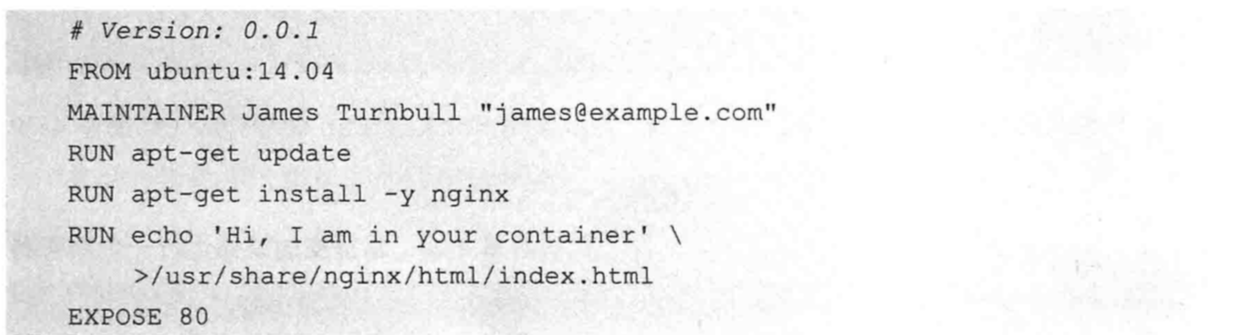 # Version: 0.0.1
FROM ubuntu:14.04
MAINTAINER James Turnbull "james@example.com"
RUN apt-get update
RUN apt-get install -y nginx
RUN echo 'Hi, I am in your container' \
    >/usr/share/nginx/html/index.html
EXPOSE 80